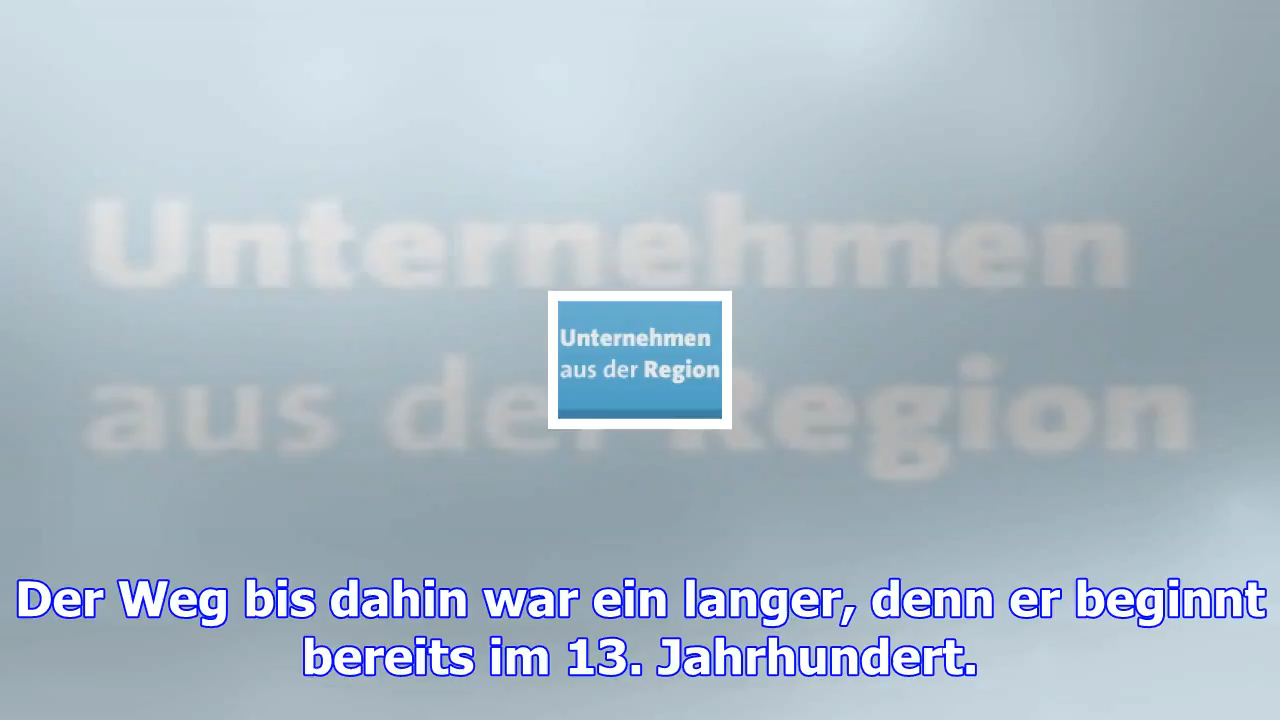 Unternehmen
aus der Region
Unternehmen
aus der Region
Der Weg bis dahin war ein langer, denn er beginnt
bereits im 13. Jahrhundert.